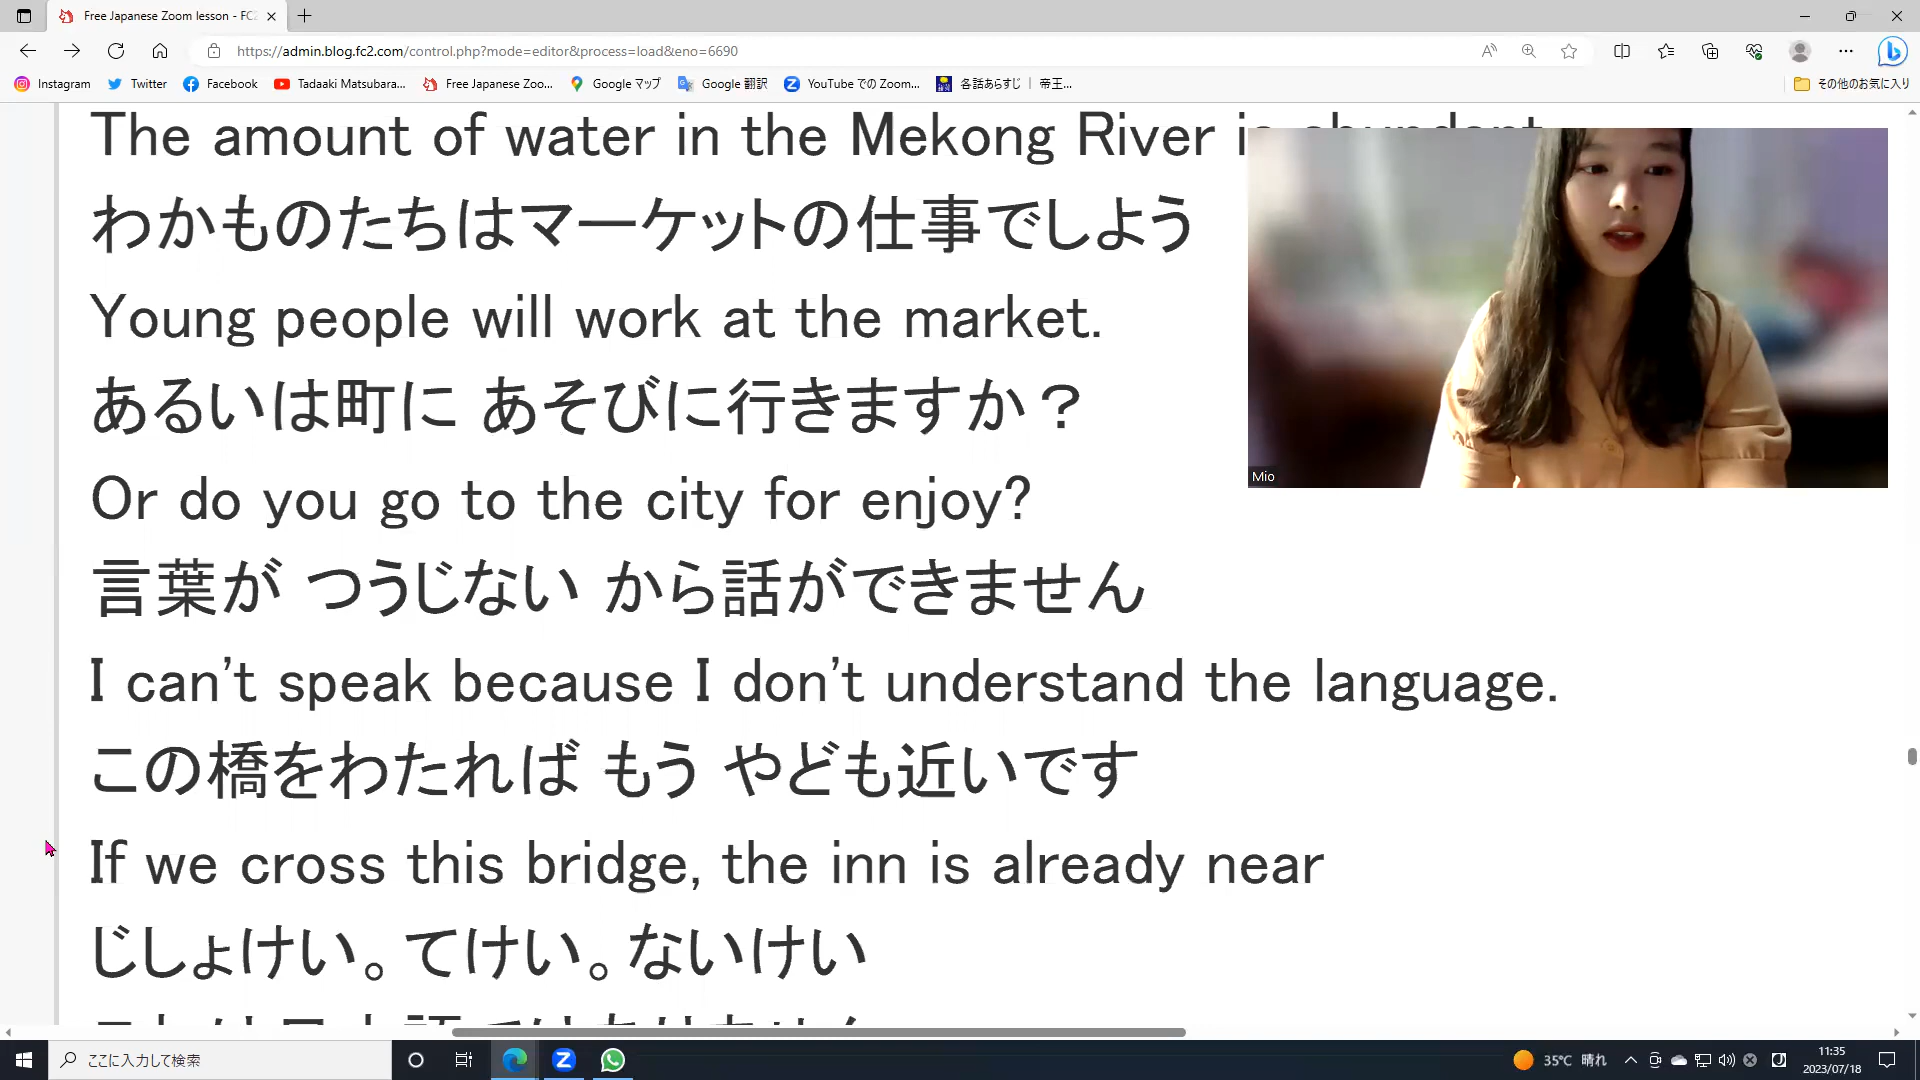 Free Japanese Zoom lesson - FC2
https://admin.blog.fc2.com/control.php?mode=editor&process=load&eno=6690
Instagram Twitter Facebook Tadaaki Matsubara... Free Japanese Zoo... Google マップ Google 翻訳 YouTube での Zoom... 各話あらすじ | 帝王... その他のお気に入り
The amount of water in the Mekong River is abundant
わかものたちはマーケットの仕事でしよう
Young people will work at the market.
あるいは町に あそびに行きますか？
Or do you go to the city for enjoy?
言葉が つうじない から話ができません
I can't speak because I don't understand the language.
この橋をわたれば もう やども近いです
If we cross this bridge, the inn is already near
じしょけい。てけい。ないけい
Mio
ここに入力して検索
35℃ 晴れ
11:35
2023/07/18